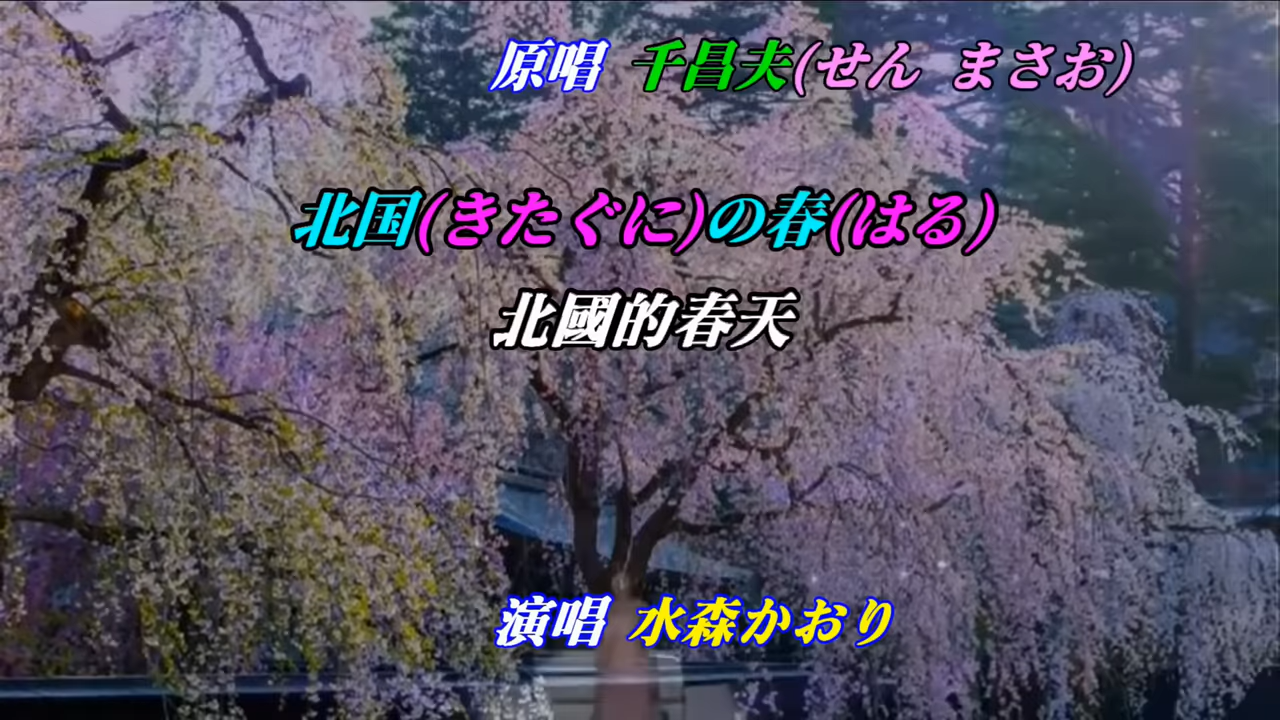 原唱 千昌夫(せん まさお)
北国(きたぐに)の春(はる)
北國的春天
演唱 水森かおり